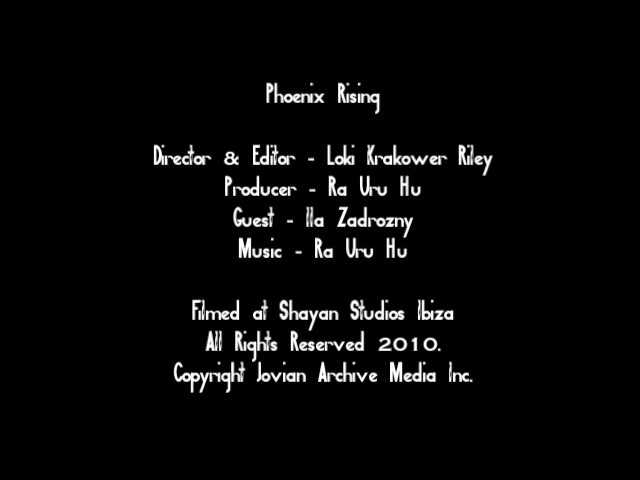 Phoenix Rising
Director & Editor - Loki Krakower Riley
Producer - Ra Uru Hu
Guest - Ila Zadrozny
Music - Ra Uru Hu
Filmed at Shayan Studios Ibiza
All Rights Reserved 2010.
Copyright Jovian Archive Media Inc.